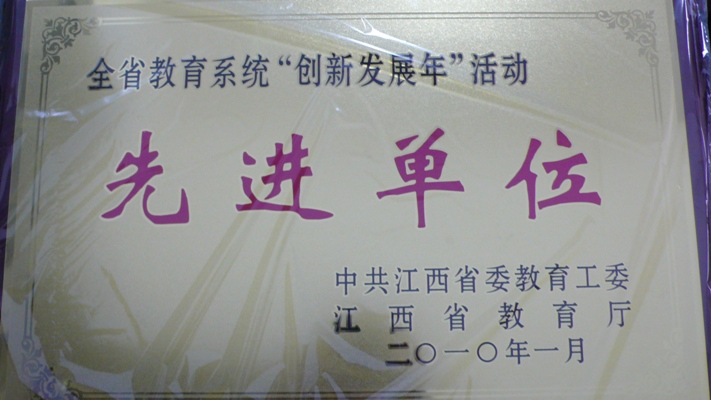 全省教育系统“创新发展年”活动
先进单位
中共江西省委教育工委
江西省教育厅
二〇一〇年一月